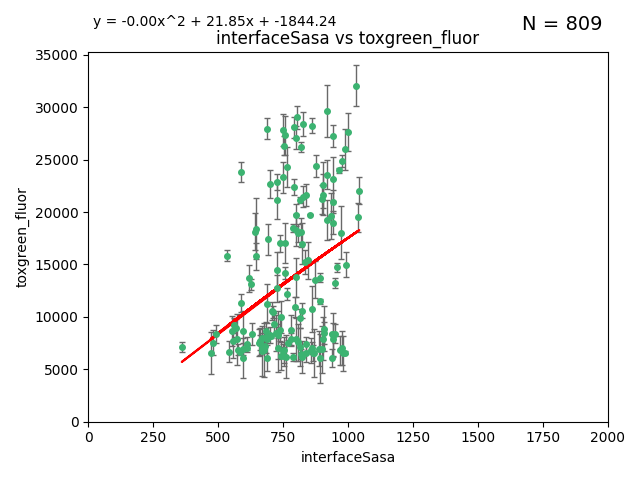 y = -0.00x^2 + 21.85x + -1844.24
N = 809
interfaceSasa vs toxgreen_fluor
35000
30000
25000
20000
15000
10000
5000
0
toxgreen_fluor
0 250 500 750 1000 1250 1500 1750 2000
interfaceSasa